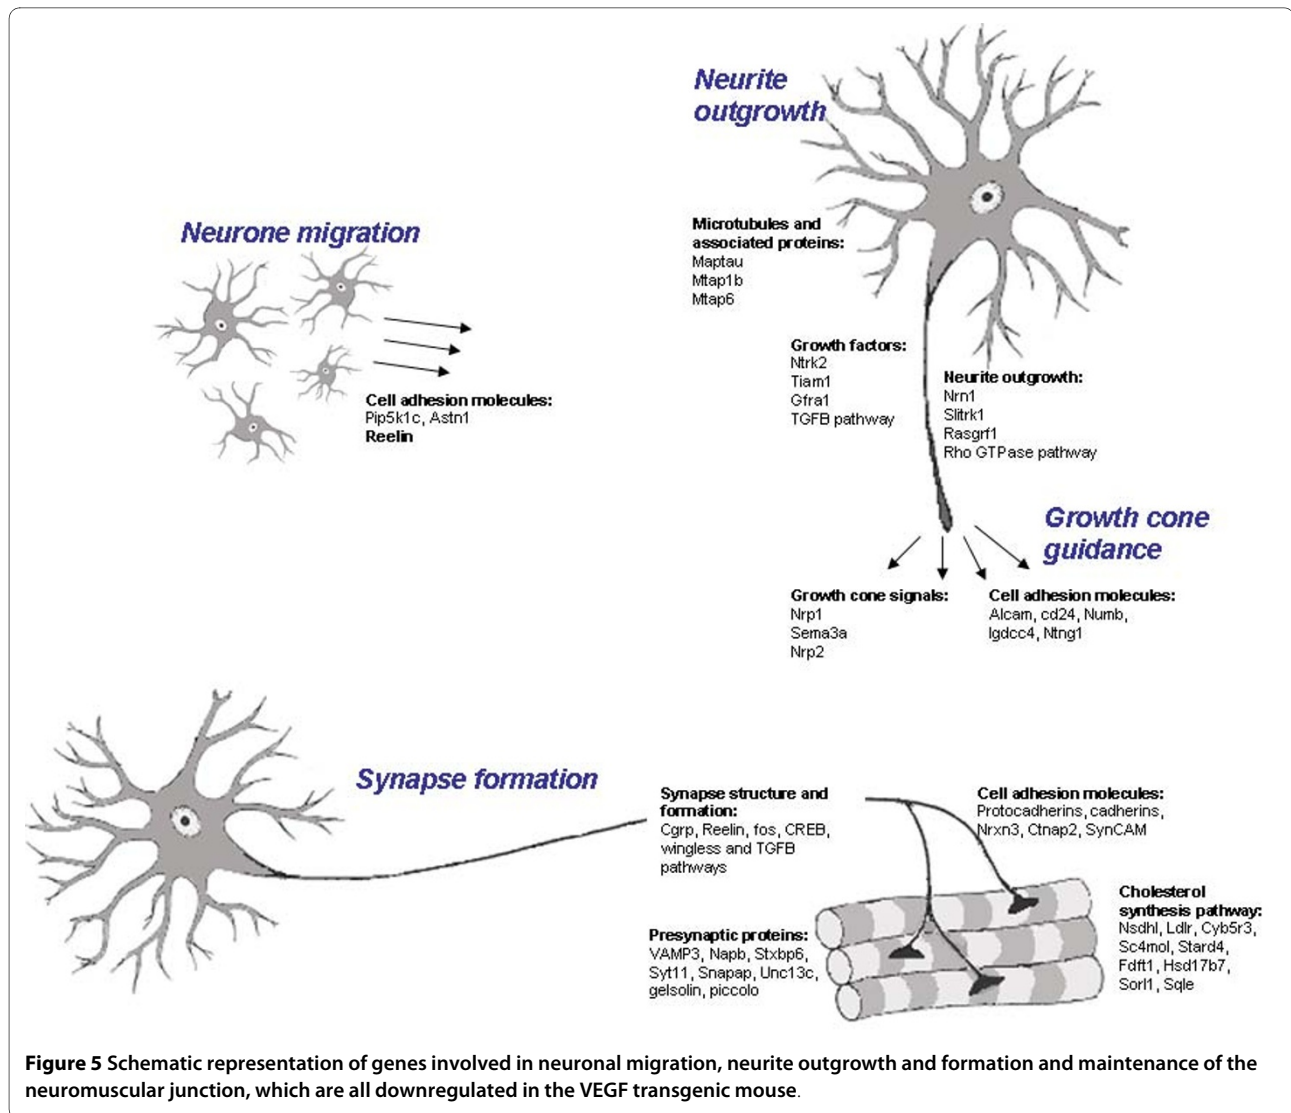 Neurite
outgrowth
Microtubules and
associated proteins:
Maptau
Mtap1b
Mtap6
Neurone migration
Cell adhesion molecules:
Pip5k1c, Astn1
Reelin
Growth factors:
Ntrk2
Tiam1
Gfra1
TGFB pathway
Neurite outgrowth:
Nrn1
Slitrk1
Rasgrf1
Rho GTPase pathway
Growth cone
guidance
Growth cone signals:
Nrp1
Sema3a
Nrp2
Cell adhesion molecules:
Alcam, cd24, Numb,
Igdcc4, Ntng1
Synapse formation
Synapse structure and
formation:
Cgrp, Reelin, fos, CREB,
wingless and TGFB
pathways
Cell adhesion molecules:
Protocadherins, cadherins,
Nrxn3, Ctnap2, SynCAM
Presynaptic proteins:
VAMP3, Napb, Stxbp6,
Syt11, Snapap, Unc13c,
gelsolin, piccolo
Cholesterol
synthesis pathway:
Nsdhl, Ldlr, Cyb5r3,
Sc4mol, Stard4,
Fdft1, Hsd17b7,
Sorl1, Sqle
Figure 5 Schematic representation of genes involved in neuronal migration, neurite outgrowth and formation and maintenance of the
neuromuscular junction, which are all downregulated in the VEGF transgenic mouse.